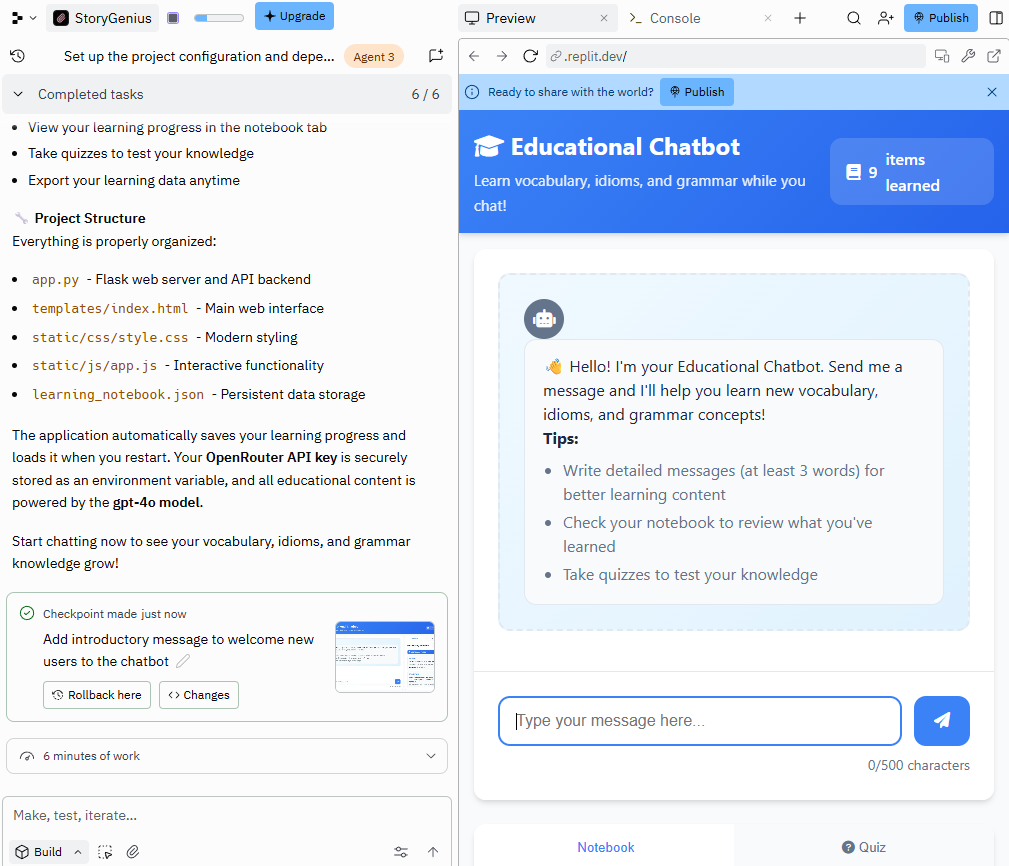 StoryGenius
Upgrade
Set up the project configuration and depe...
Agent 3
Completed tasks
6 / 6
View your learning progress in the notebook tab
Take quizzes to test your knowledge
Export your learning data anytime
Project Structure
Everything is properly organized:
app.py - Flask web server and API backend
templates/index.html - Main web interface
static/css/style.css - Modern styling
static/js/app.js - Interactive functionality
learning_notebook.json - Persistent data storage
The application automatically saves your learning progress and
loads it when you restart. Your OpenRouter API key is securely
stored as an environment variable, and all educational content is
powered by the gpt-4o model.
Start chatting now to see your vocabulary, idioms, and grammar
knowledge grow!
Checkpoint made just now
Add introductory message to welcome new
users to the chatbot
Rollback here
Changes
6 minutes of work
Make, test, iterate...
Build
Preview
Console
Publish
.replit.dev/
Ready to share with the world?
Publish
Educational Chatbot
Learn vocabulary, idioms, and grammar while you
chat!
9 items
learned
Hello! I'm your Educational Chatbot. Send me a
message and I'll help you learn new vocabulary,
idioms, and grammar concepts!
Tips:
Write detailed messages (at least 3 words) for
better learning content
Check your notebook to review what you've
learned
Take quizzes to test your knowledge
Type your message here...
0/500 characters
Notebook
Quiz